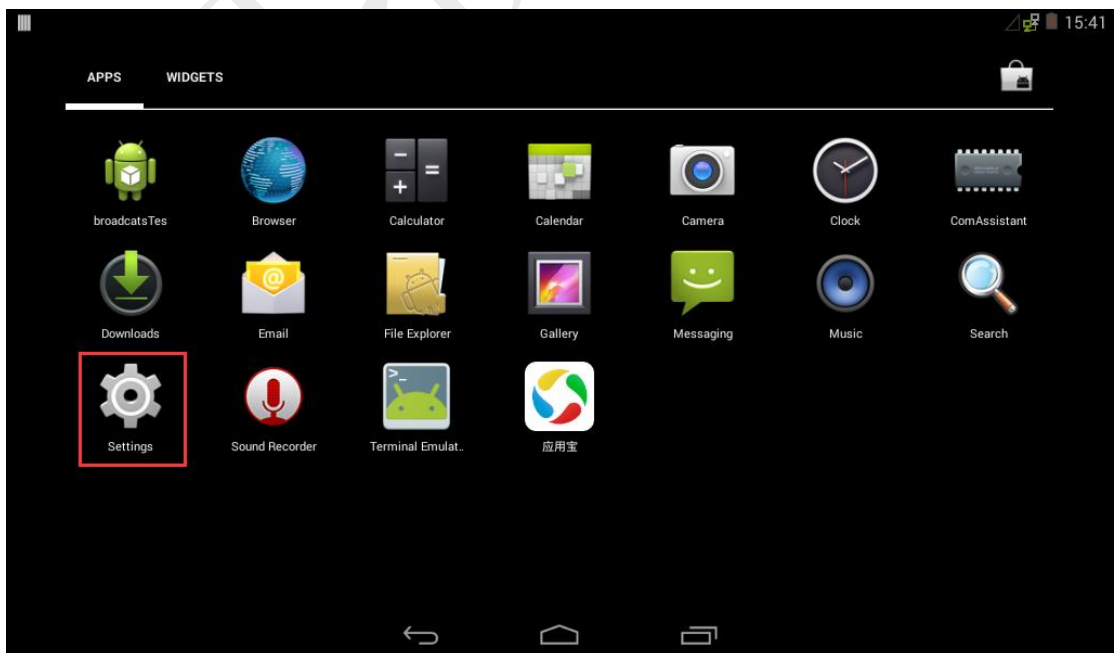 15:41
APPS WIDGETS
broadcatsTes Browser Calculator Calendar Camera Clock ComAssistant
Downloads Email File Explorer Gallery Messaging Music Search
Settings Sound Recorder Terminal Emulat.. 应用宝